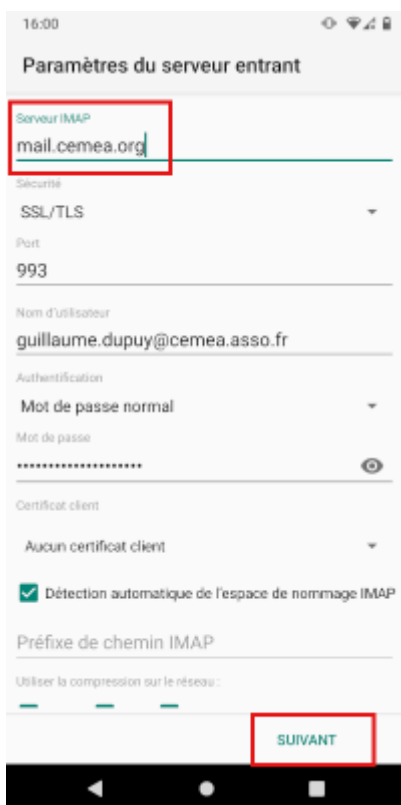 16:00
Paramètres du serveur entrant
Serveur IMAP
mail.cemea.org
Sécurité
SSL/TLS
Port
993
Nom d'utilisateur
guillaume.dupuy@cemea.asso.fr
Authentification
Mot de passe normal
Mot de passe
••••••••••••••••••••
Certificat client
Aucun certificat client
Détection automatique de l'espace de nommage IMAP
Préfixe de chemin IMAP
Utiliser la compression sur le réseau :
SUIVANT